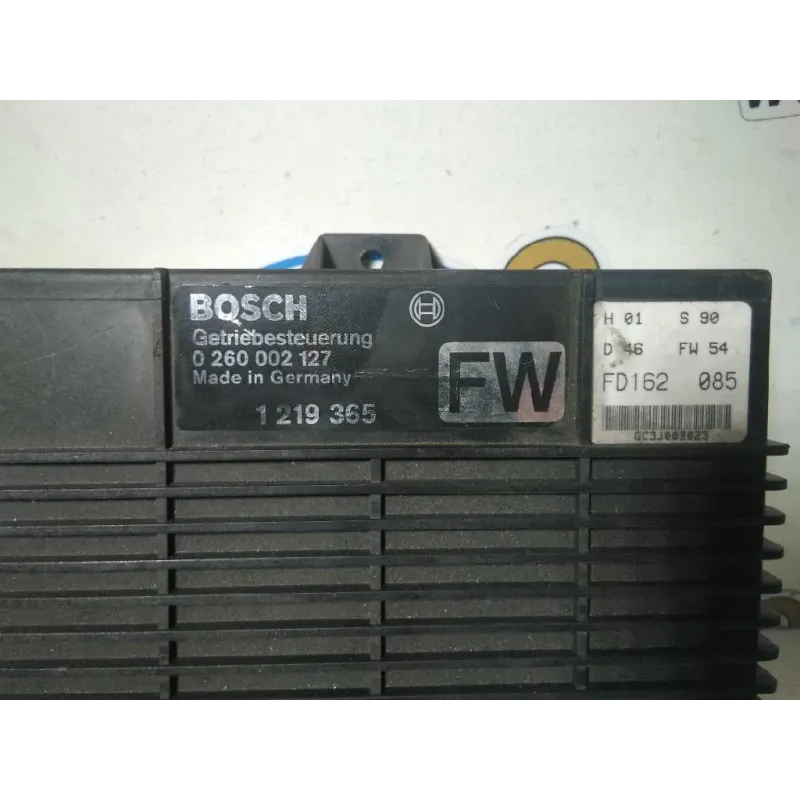 BOSCH
Getriebesteuerung
0 260 002 127
Made in Germany
1 219 365
FW
H 01 S 90
D 46 FW 54
FD162 085
GC3J009023